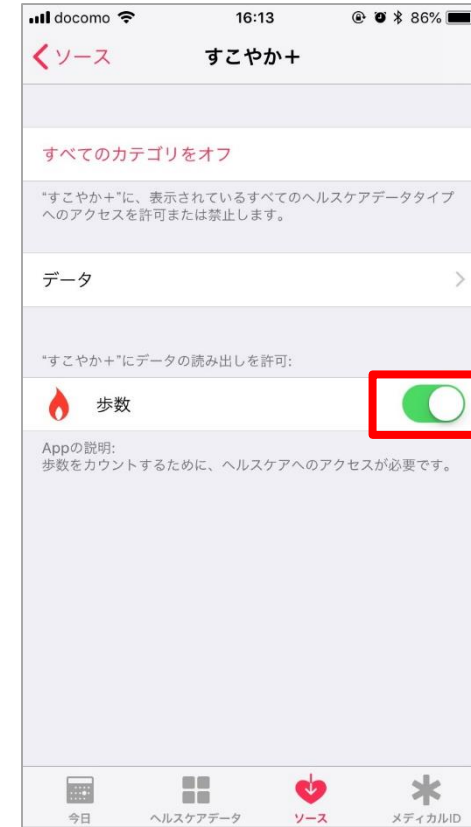 docomo 16:13 86%
ソース すこやか＋
すべてのカテゴリをオフ
“すこやか＋”に、表示されているすべてのヘルスケアデータタイプ
へのアクセスを許可または禁止します。
データ
“すこやか＋”にデータの読み出しを許可:
歩数
Appの説明:
歩数をカウントするために、ヘルスケアへのアクセスが必要です。
今日 ヘルスケアデータ ソース メディカルID